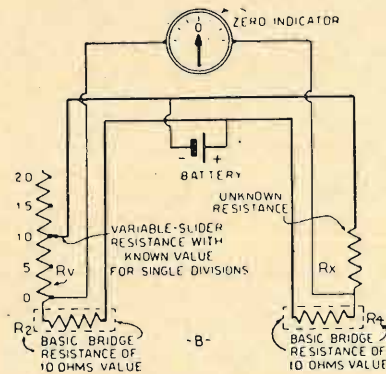 0
ZERO INDICATOR
- +
BATTERY
20
15
10
5
0
RV
VARIABLE-SLIDER
RESISTANCE WITH
KNOWN VALUE
FOR SINGLE DIVISIONS
UNKNOWN
RESISTANCE
RX
R2
BASIC BRIDGE
RESISTANCE OF
10 OHMS VALUE
-B-
R4
BASIC BRIDGE
RESISTANCE OF
10 OHMS VALUE